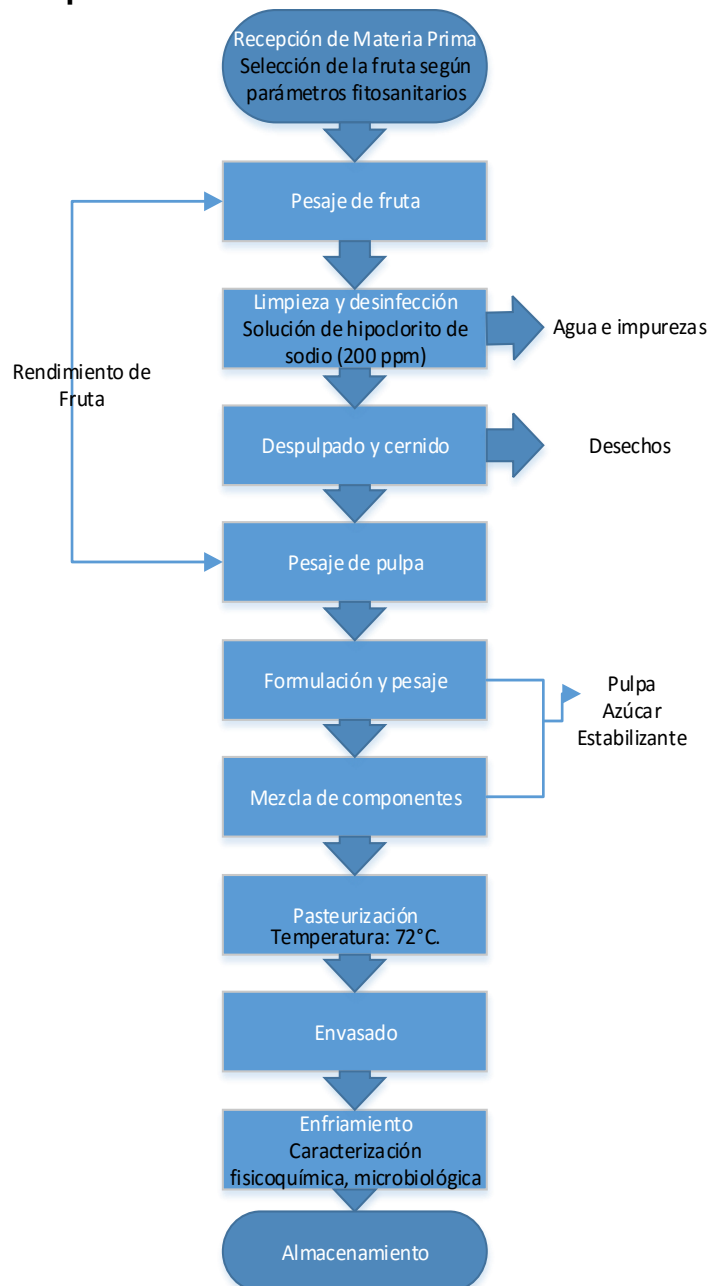 Recepción de Materia Prima
Selección de la fruta según
parámetros fitosanitarios
Pesaje de fruta
Limpieza y desinfección
Solución de hipoclorito de
sodio (200 ppm)
Agua e impurezas
Rendimiento de
Fruta
Despulpado y cernido
Desechos
Pesaje de pulpa
Formulación y pesaje
Pulpa
Azúcar
Estabilizante
Mezcla de componentes
Pasteurización
Temperatura: 72°C.
Envasado
Enfriamiento
Caracterización
fisicoquímica, microbiológica
Almacenamiento